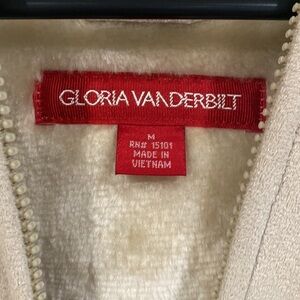 GLORIA VANDERBILT
M
RN# 15101
MADE IN
VIETNAM